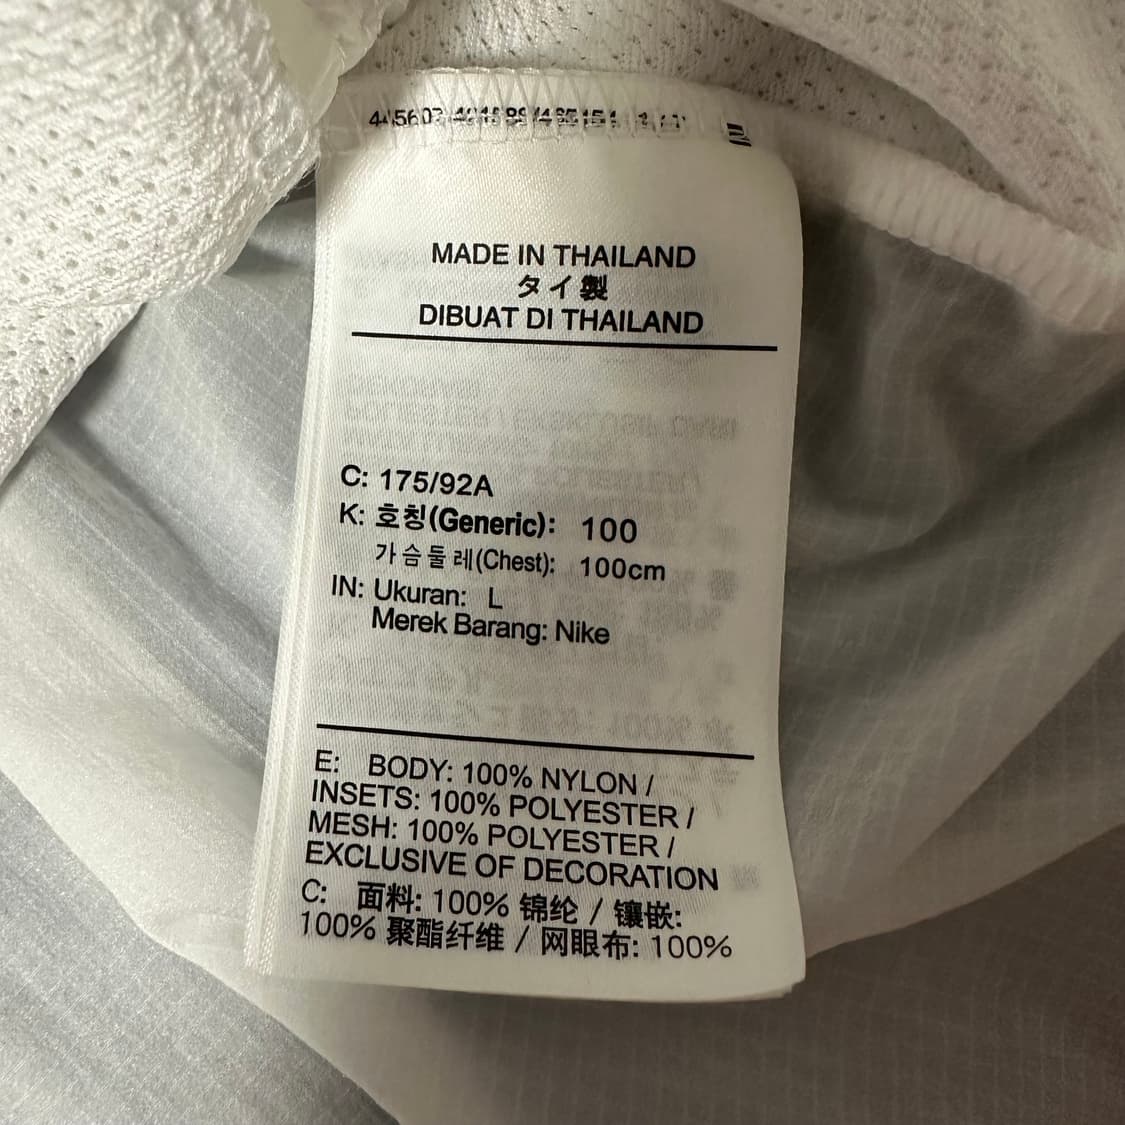 MADE IN THAILAND
タイ製
DIBUAT DI THAILAND
C: 175/92A
K: 호칭(Generic): 100
가슴둘레(Chest): 100cm
IN: Ukuran: L
Merek Barang: Nike
E: BODY: 100% NYLON /
INSETS: 100% POLYESTER /
MESH: 100% POLYESTER /
EXCLUSIVE OF DECORATION
C: 面料: 100% 锦纶 / 镶嵌:
100% 聚酯纤维 / 网眼布: 100%